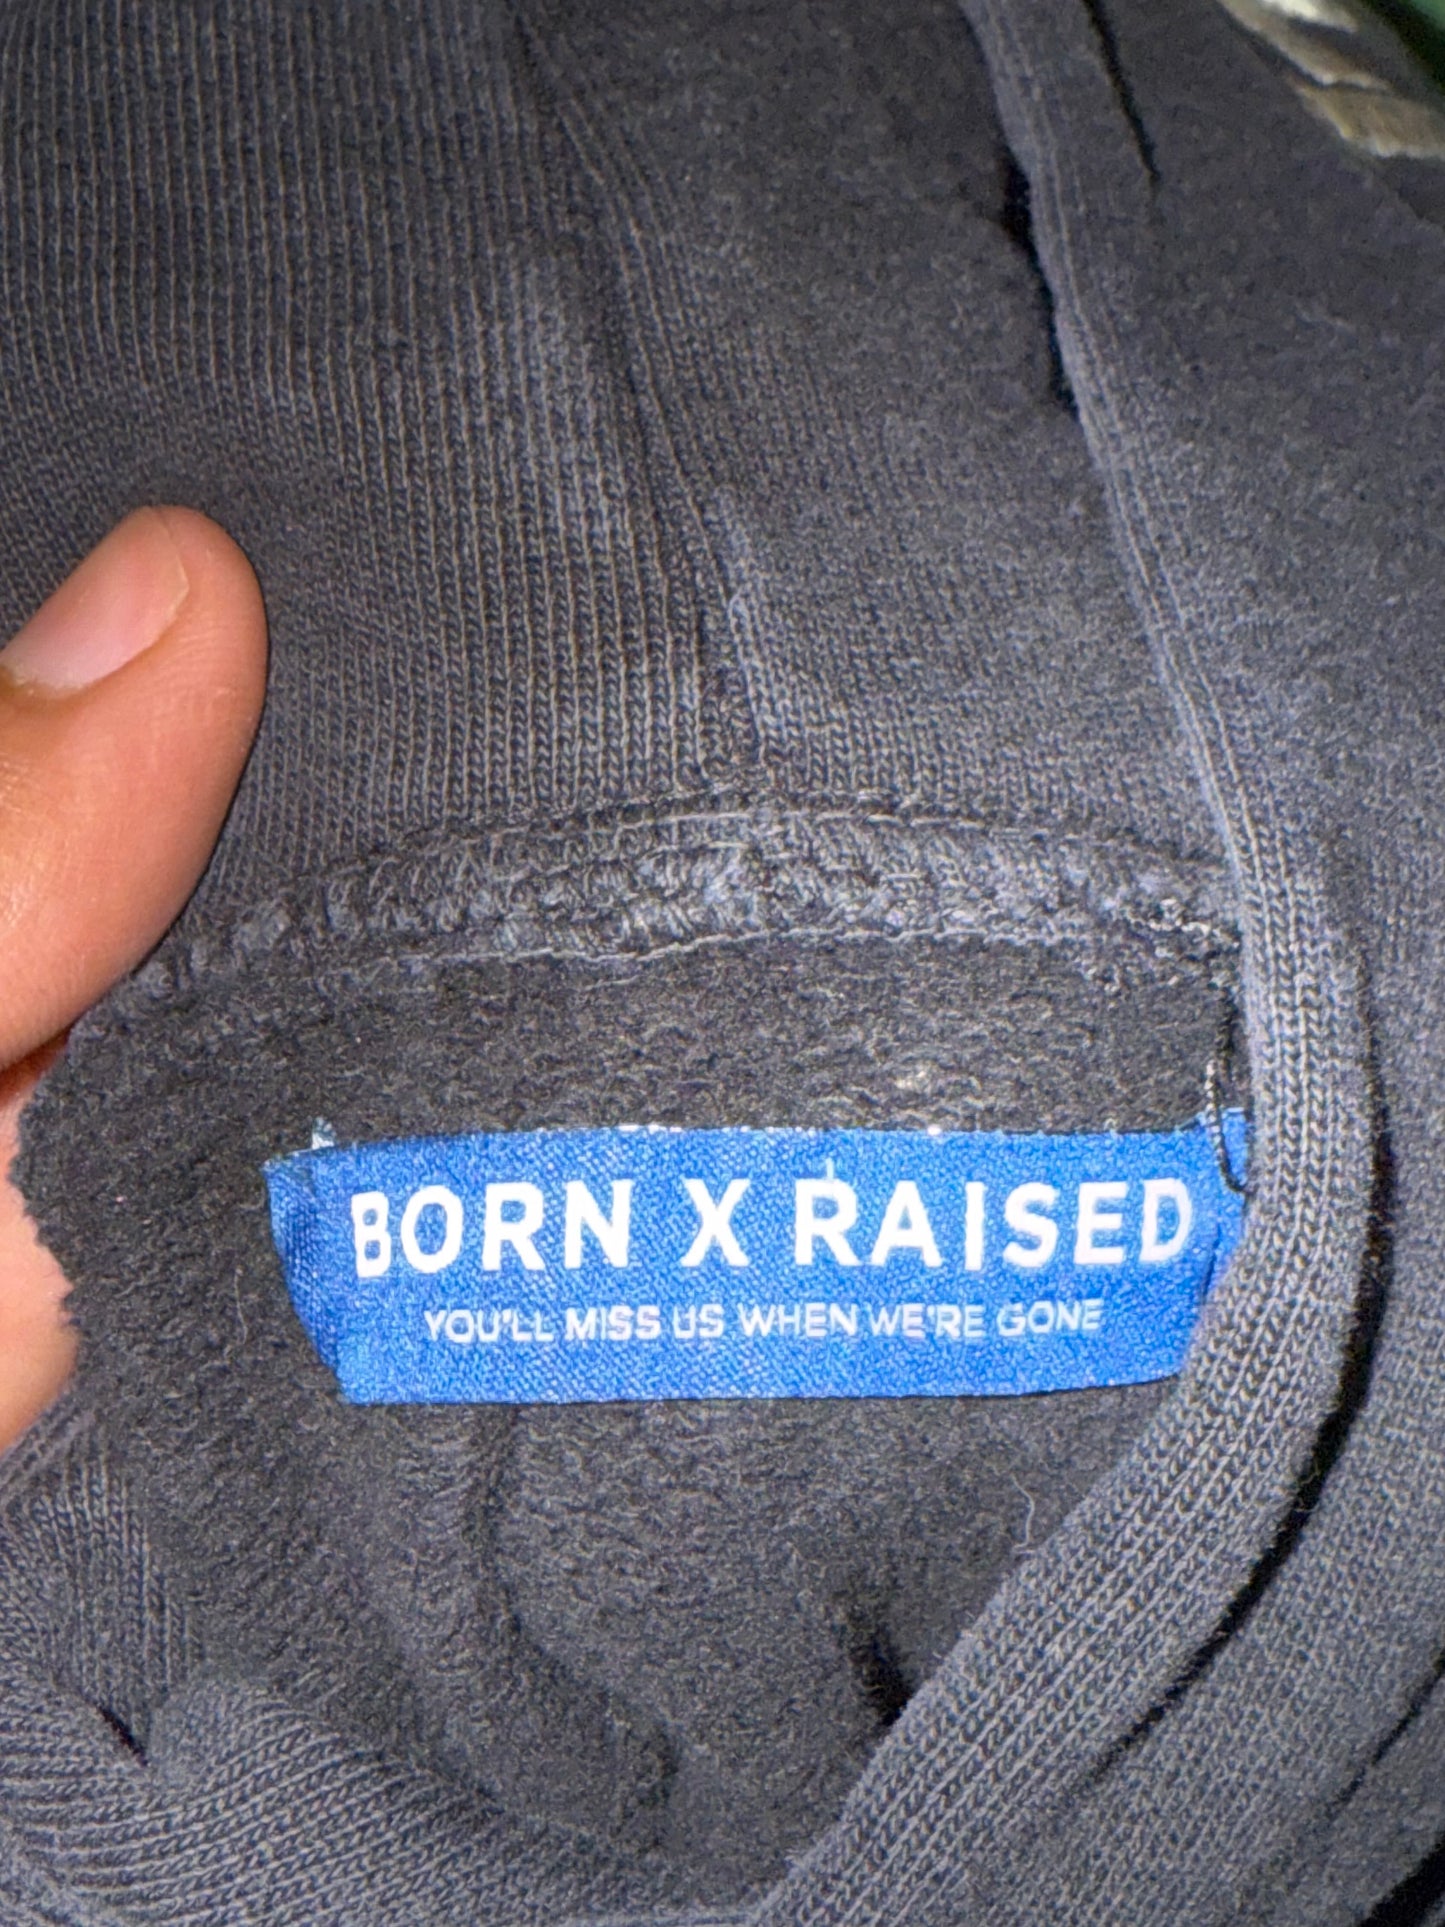 BORN X RAISED
YOU'LL MISS US WHEN WE'RE GONE